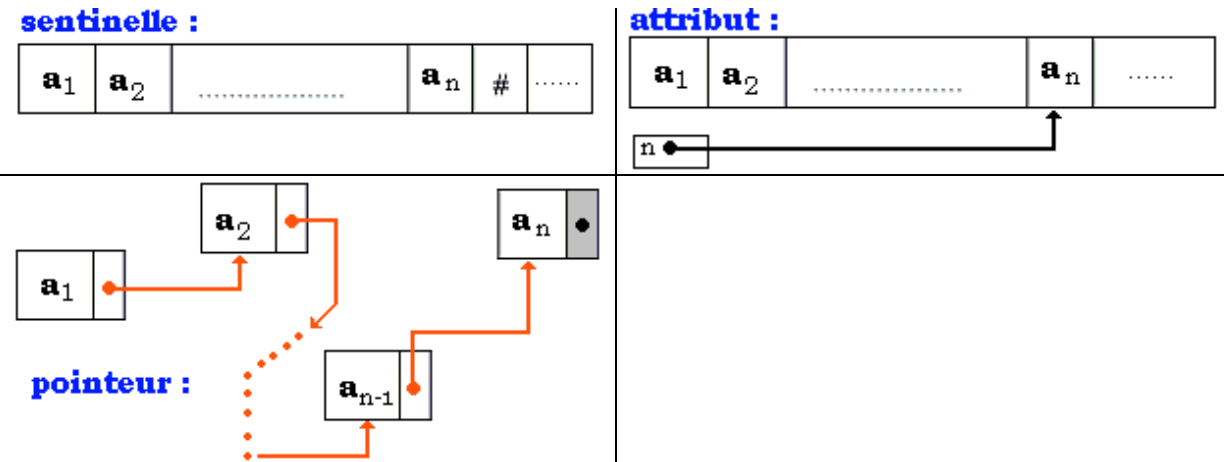 sentinelle :
a1 a2 .................. an # ......
attribut :
a1 a2 .................. an ......
n
a2
an
a1
pointeur :
an-1